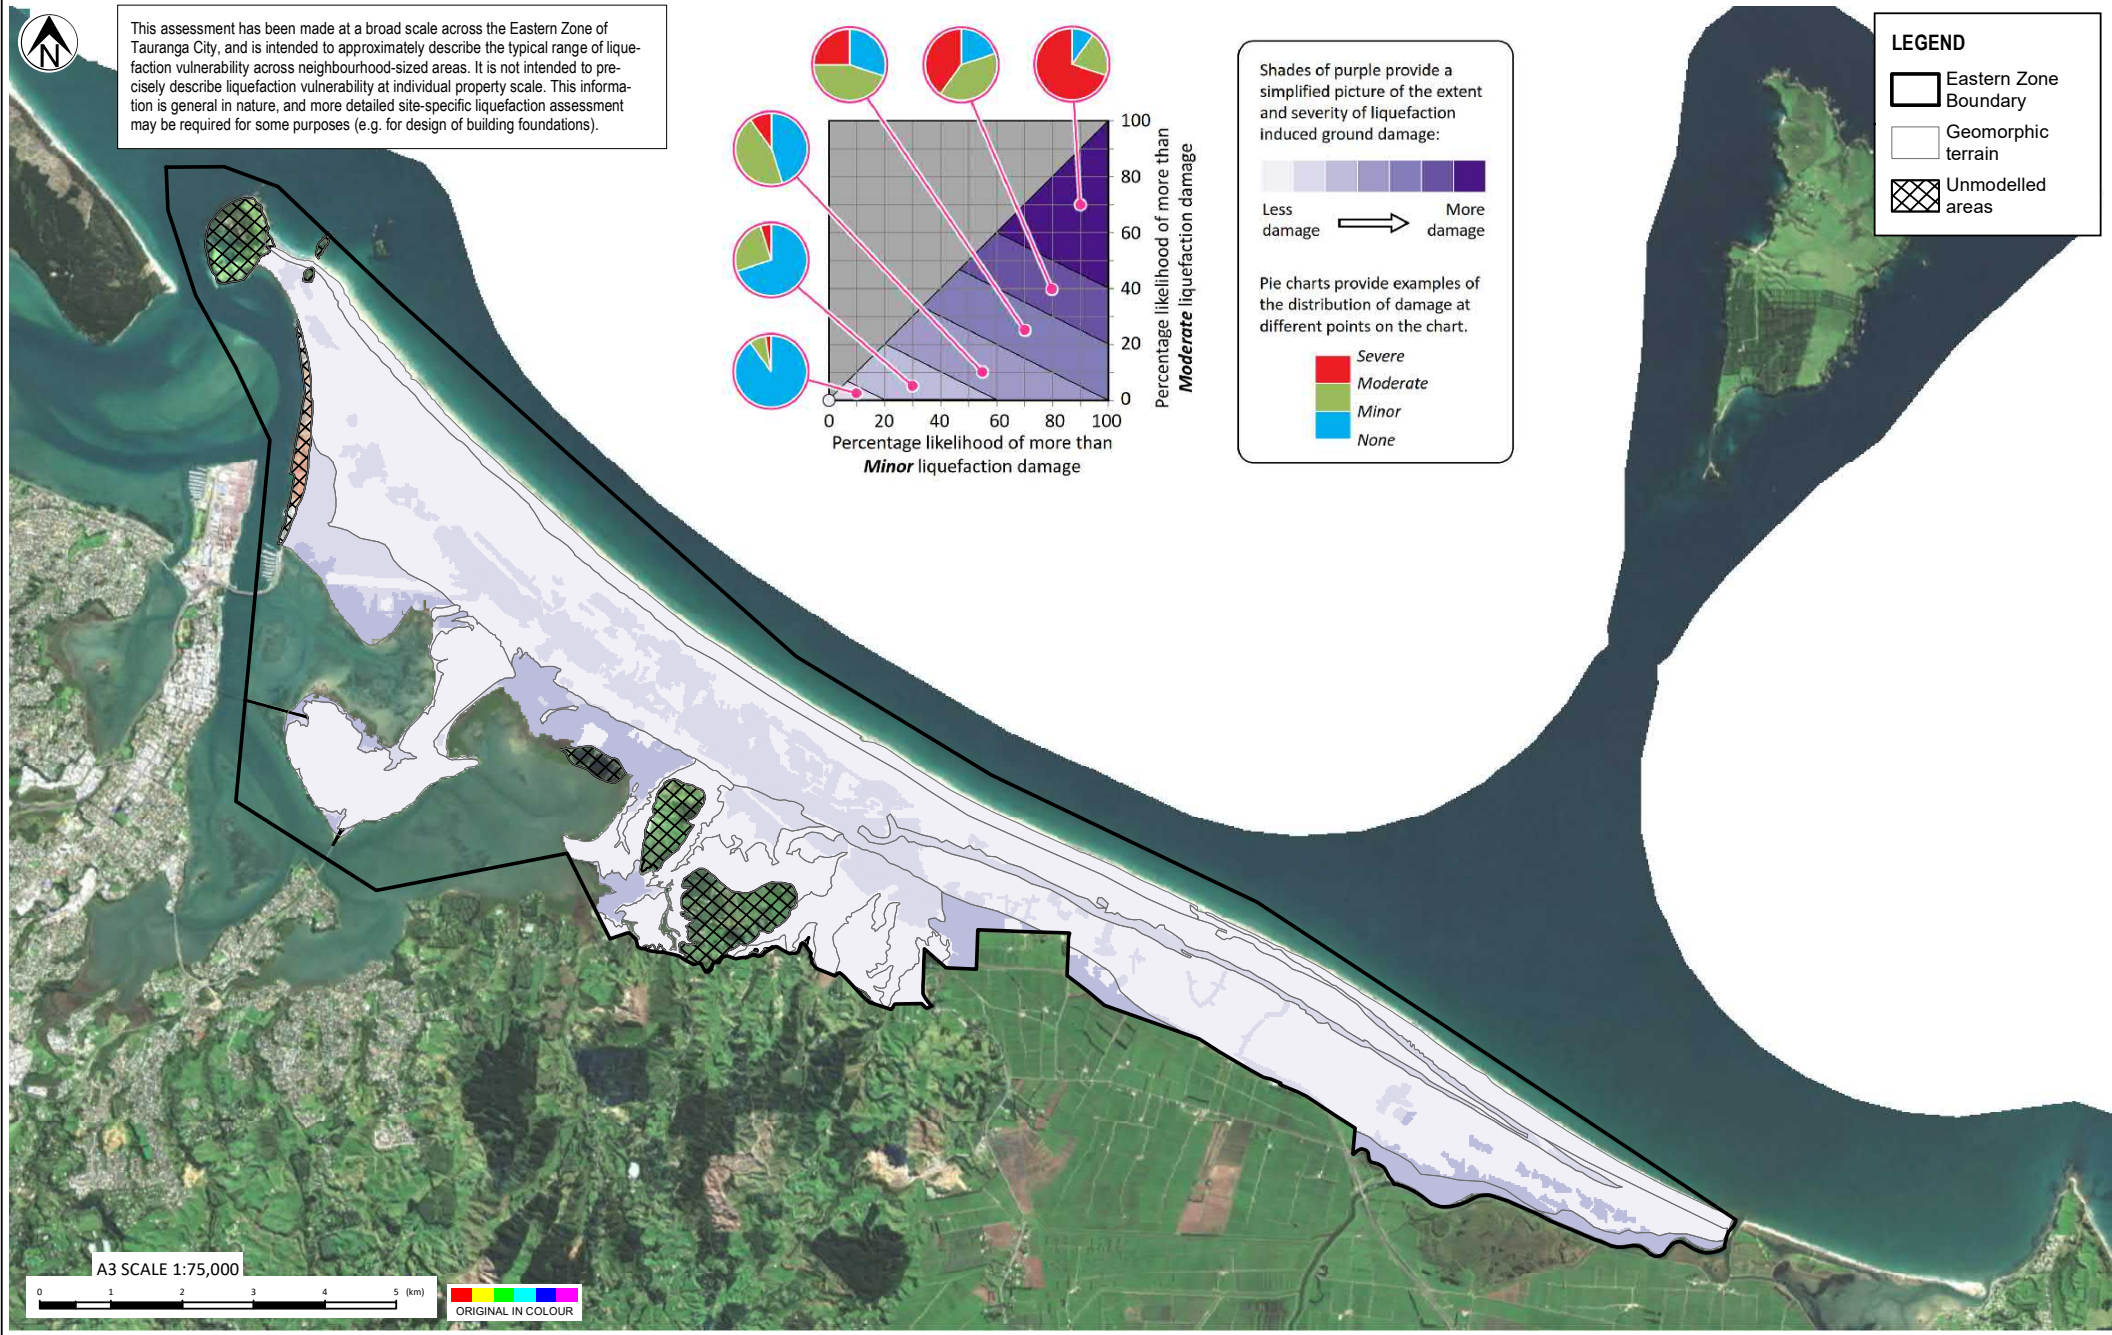 This assessment has been made at a broad scale across the Eastern Zone of
Tauranga City, and is intended to approximately describe the typical range of lique-
faction vulnerability across neighbourhood-sized areas. It is not intended to pre-
cisely describe liquefaction vulnerability at individual property scale. This informa-
tion is general in nature, and more detailed site-specific liquefaction assessment
may be required for some purposes (e.g. for design of building foundations).
N
100
80
60
40
20
0
Percentage likelihood of more than
Moderate liquefaction damage
0 20 40 60 80 100
Percentage likelihood of more than
Minor liquefaction damage
Shades of purple provide a
simplified picture of the extent
and severity of liquefaction
induced ground damage:
Less
damage
More
damage
Pie charts provide examples of
the distribution of damage at
different points on the chart.
Severe
Moderate
Minor
None
LEGEND
Eastern Zone
Boundary
Geomorphic
terrain
Unmodelled
areas
A3 SCALE 1:75,000
0 1 2 3 4 5 (km)
ORIGINAL IN COLOUR